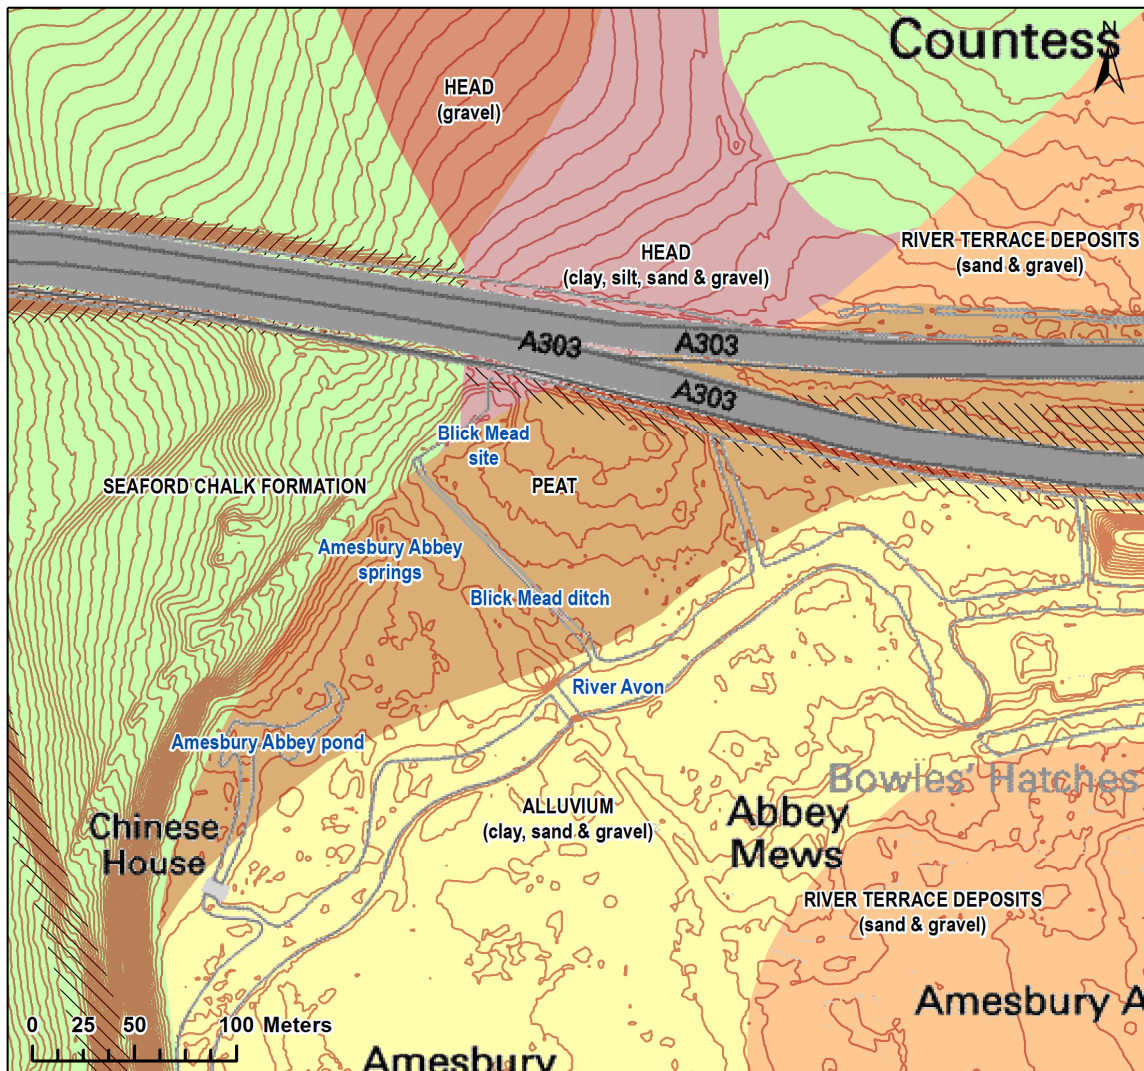 Countess
N
HEAD
(gravel)
RIVER TERRACE DEPOSITS
(sand & gravel)
HEAD
(clay, silt, sand & gravel)
A303
A303
A303
Blick Mead
site
SEAFORD CHALK FORMATION
PEAT
Amesbury Abbey
springs
Blick Mead ditch
River Avon
Amesbury Abbey pond
Bowles' Hatches
ALLUVIUM
(clay, sand & gravel)
Abbey
Mews
Chinese
House
RIVER TERRACE DEPOSITS
(sand & gravel)
Amesbury A
0 25 50 100 Meters
Amesbury